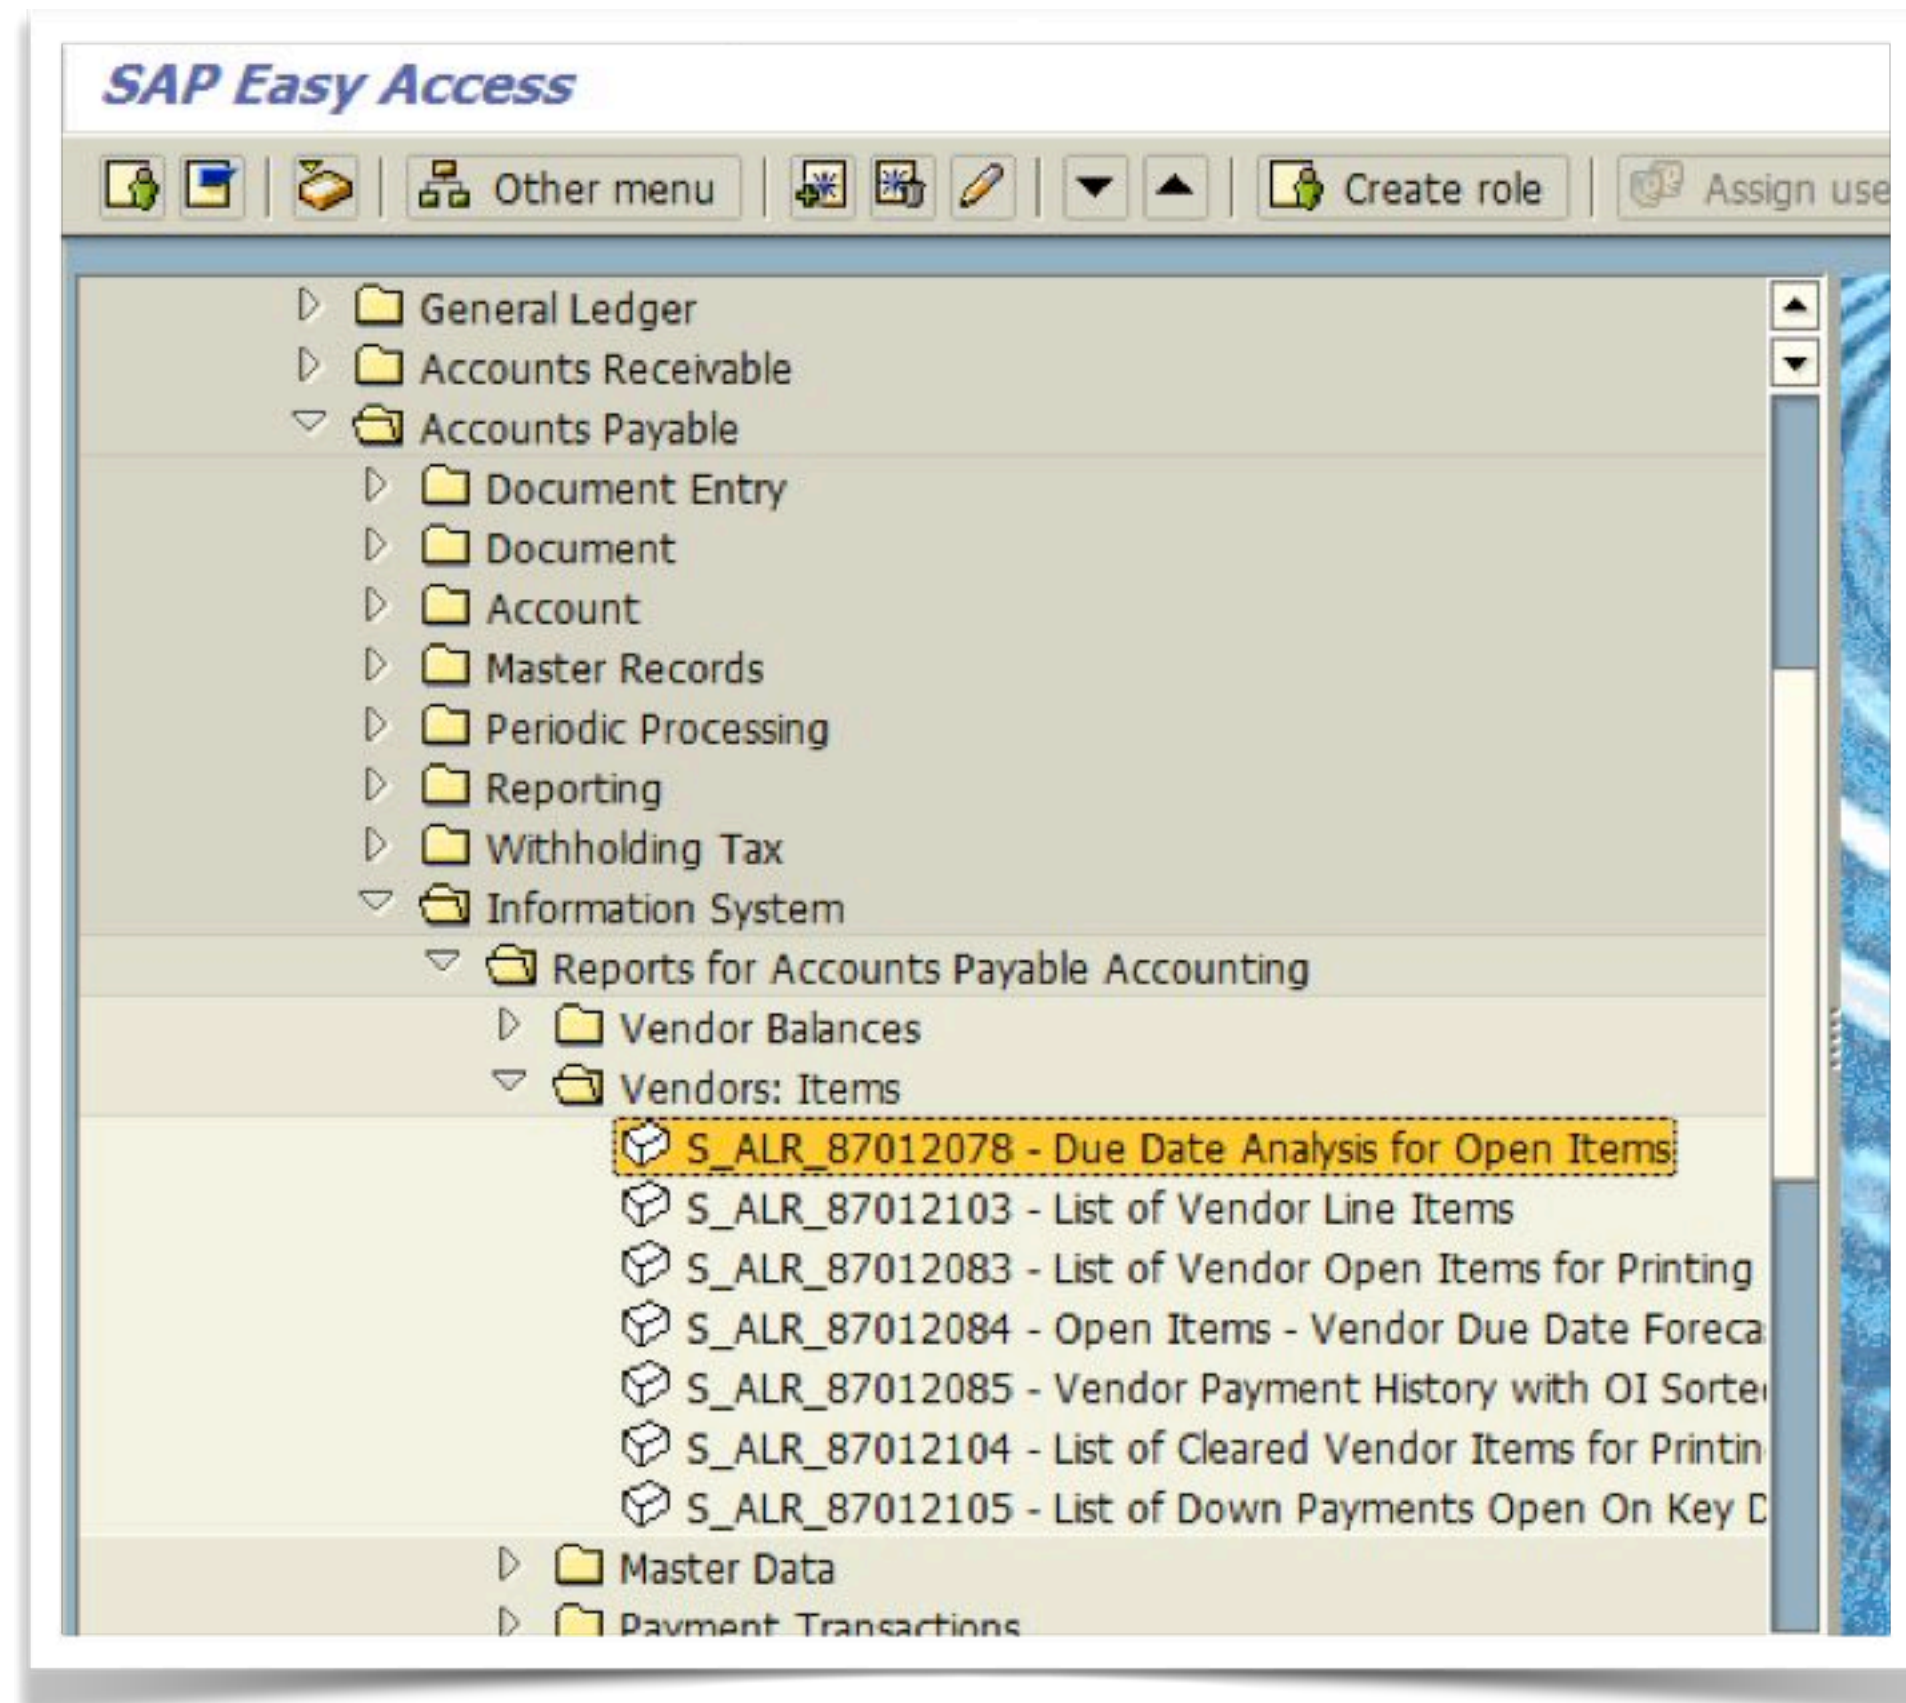 SAP Easy Access
Other menu Create role Assign use
General Ledger
Accounts Receivable
Accounts Payable
Document Entry
Document
Account
Master Records
Periodic Processing
Reporting
Withholding Tax
Information System
Reports for Accounts Payable Accounting
Vendor Balances
Vendors: Items
S_ALR_87012078 - Due Date Analysis for Open Items
S_ALR_87012103 - List of Vendor Line Items
S_ALR_87012083 - List of Vendor Open Items for Printing
S_ALR_87012084 - Open Items - Vendor Due Date Foreca
S_ALR_87012085 - Vendor Payment History with OI Sorte
S_ALR_87012104 - List of Cleared Vendor Items for Printin
S_ALR_87012105 - List of Down Payments Open On Key D
Master Data
Payment Transactions